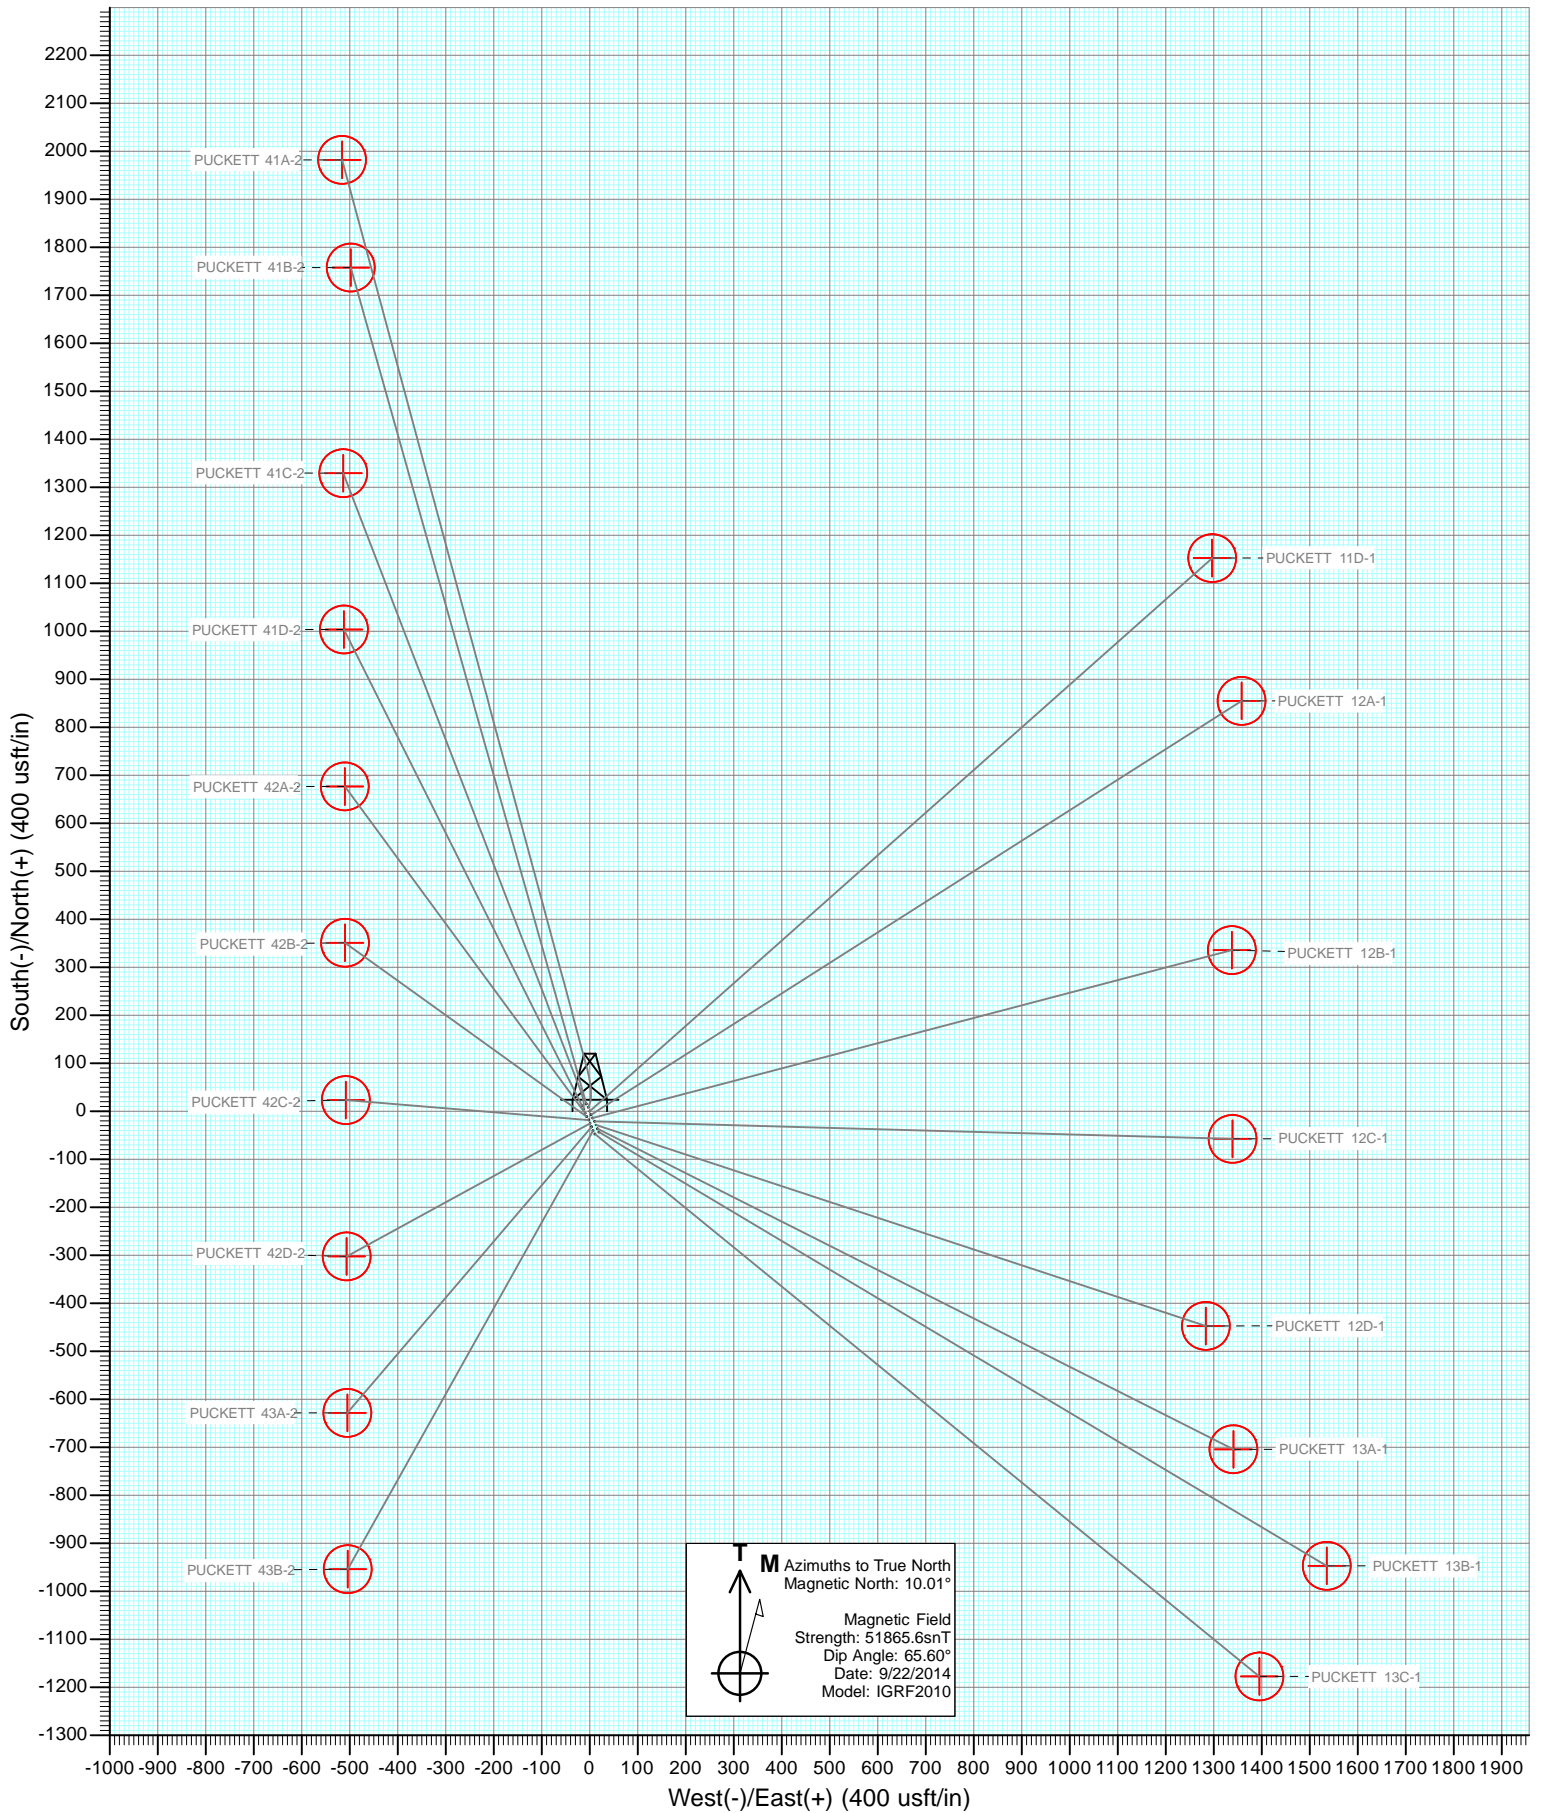 2200
2100
2000
1900
1800
1700
1600
1500
1400
1300
1200
1100
1000
900
800
700
600
500
400
300
200
100
0
-100
-200
-300
-400
-500
-600
-700
-800
-900
-1000
-1100
-1200
-1300
South(-)/North(+) (400 usft/in)
PUCKETT 41A-2
PUCKETT 41B-2
PUCKETT 41C-2
PUCKETT 11D-1
PUCKETT 41D-2
PUCKETT 12A-1
PUCKETT 42A-2
PUCKETT 42B-2
PUCKETT 12B-1
PUCKETT 42C-2
PUCKETT 12C-1
PUCKETT 42D-2
PUCKETT 12D-1
PUCKETT 43A-2
PUCKETT 13A-1
PUCKETT 43B-2
PUCKETT 13B-1
PUCKETT 13C-1
T
M
Azimuths to True North
Magnetic North: 10.01°
Magnetic Field
Strength: 51865.6snT
Dip Angle: 65.60°
Date: 9/22/2014
Model: IGRF2010
-1000 -900 -800 -700 -600 -500 -400 -300 -200 -100 0 100 200 300 400 500 600 700 800 900 1000 1100 1200 1300 1400 1500 1600 1700 1800 1900
West(-)/East(+) (400 usft/in)